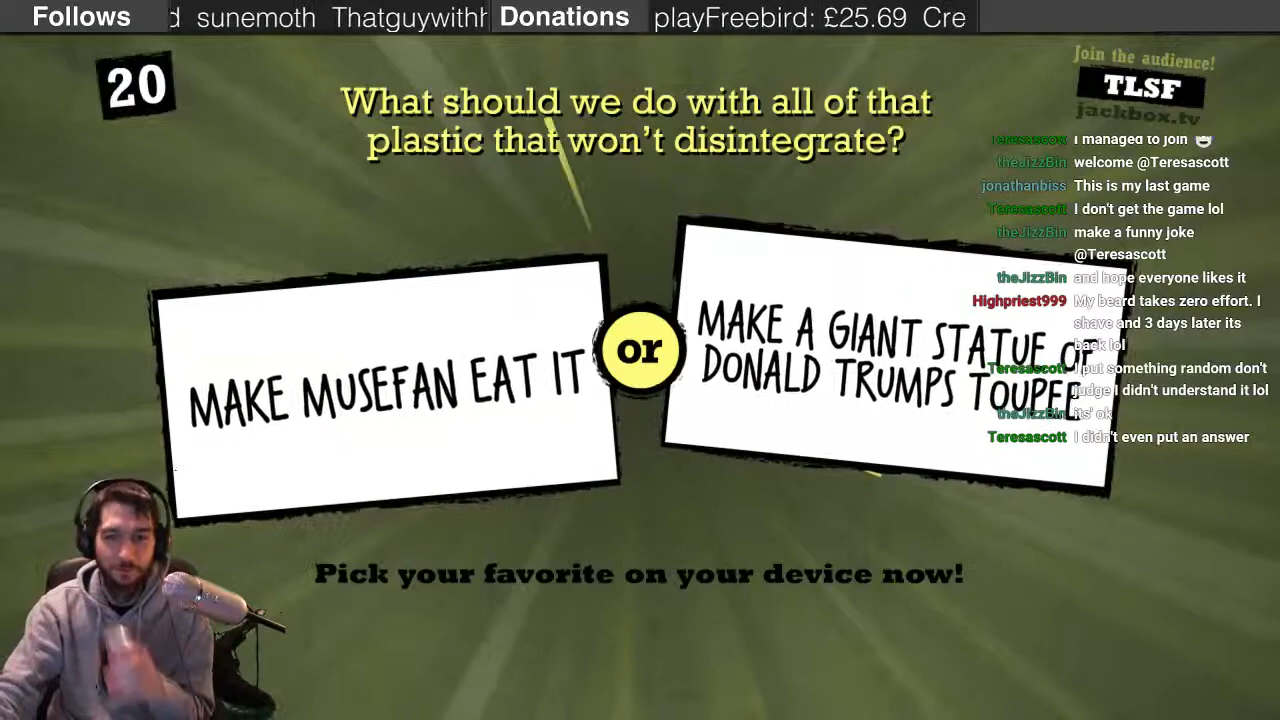 Follows
d sunemoth Thatguywithh
Donations
playFreebird: £25.69 Cre
20
What should we do with all of that
plastic that won't disintegrate?
Join the audience!
TLSF
jackbox.tv
MAKE MUSEFAN EAT IT
or
MAKE A GIANT STATUE OF
DONALD TRUMPS TOUPEE
Pick your favorite on your device now!
Teresascott I managed to join
theJizzBin welcome @Teresascott
jonathanbiss This is my last game
Teresascott I don't get the game lol
theJizzBin make a funny joke
@Teresascott
theJizzBin and hope everyone likes it
Highpriest999 My beard takes zero effort. I
shave and 3 days later its
back lol
Teresascott I put something random don't
judge I didn't understand it lol
theJizzBin its' ok
Teresascott I didn't even put an answer